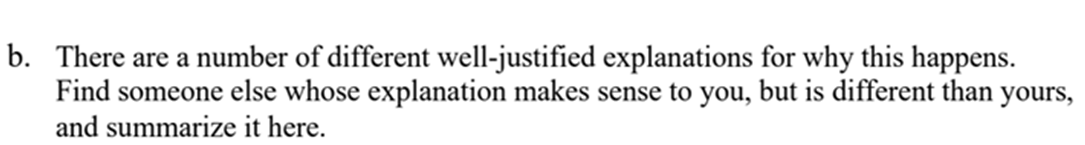 b. There are a number of different well-justified explanations for why this happens.
Find someone else whose explanation makes sense to you, but is different than yours,
and summarize it here.